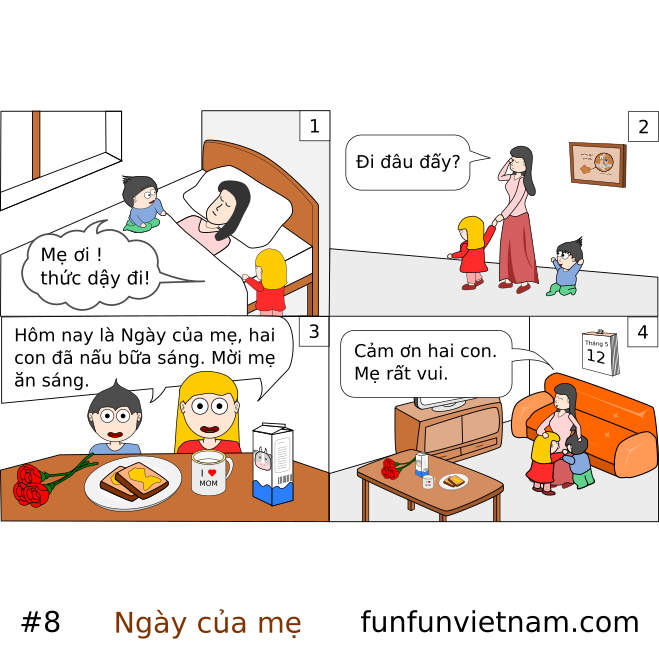 1
Mẹ ơi !
thức dậy đi!
2
Đi đâu đấy?
3
Hôm nay là Ngày của mẹ, hai
con đã nấu bữa sáng. Mời mẹ
ăn sáng.
I ♥
MOM
4
Cảm ơn hai con.
Mẹ rất vui.
Tháng 5
12
#8 Ngày của mẹ funfunvietnam.com